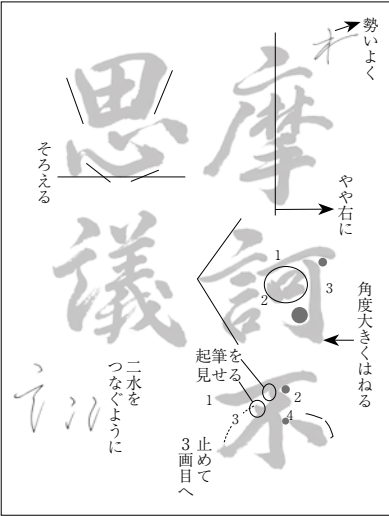 摩訶不
思議
勢いよく
やや右に
1
2
3
角度大きくはねる
起筆を
見せる
1
2
3
4
止めて
3画目へ
そろえる
二水を
つなぐように